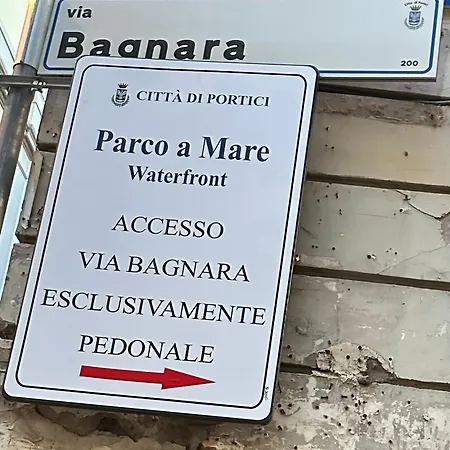 via
Bagnara
200
CITTÀ DI PORTICI
Parco a Mare
Waterfront
ACCESSO
VIA BAGNARA
ESCLUSIVAMENTE
PEDONALE